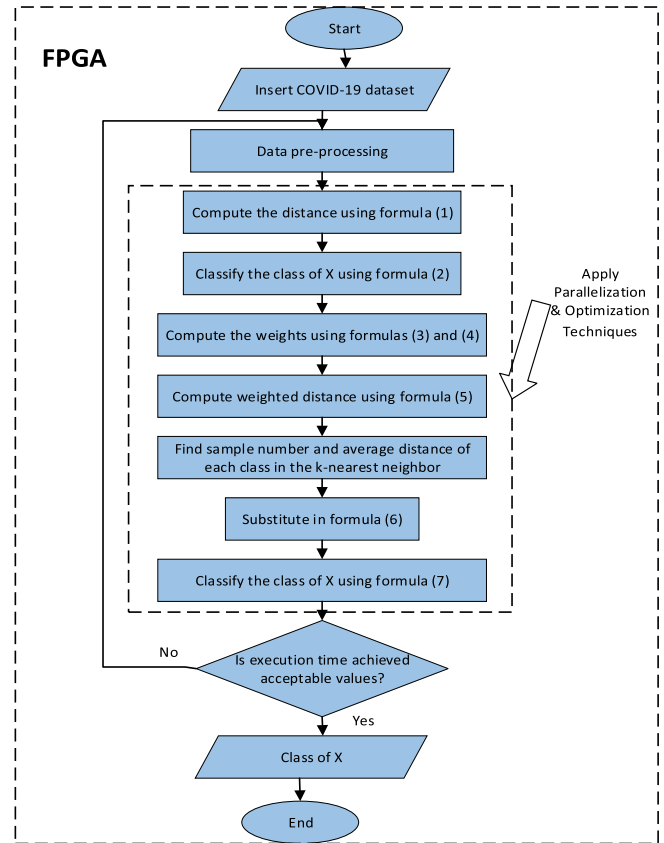 Start
FPGA
Insert COVID-19 dataset
Data pre-processing
Compute the distance using formula (1)
Classify the class of X using formula (2)
Apply
Parallelization
& Optimization
Techniques
Compute the weights using formulas (3) and (4)
Compute weighted distance using formula (5)
Find sample number and average distance of
each class in the k-nearest neighbor
Substitute in formula (6)
Classify the class of X using formula (7)
Is execution time achieved
acceptable values?
No
Yes
Class of X
End